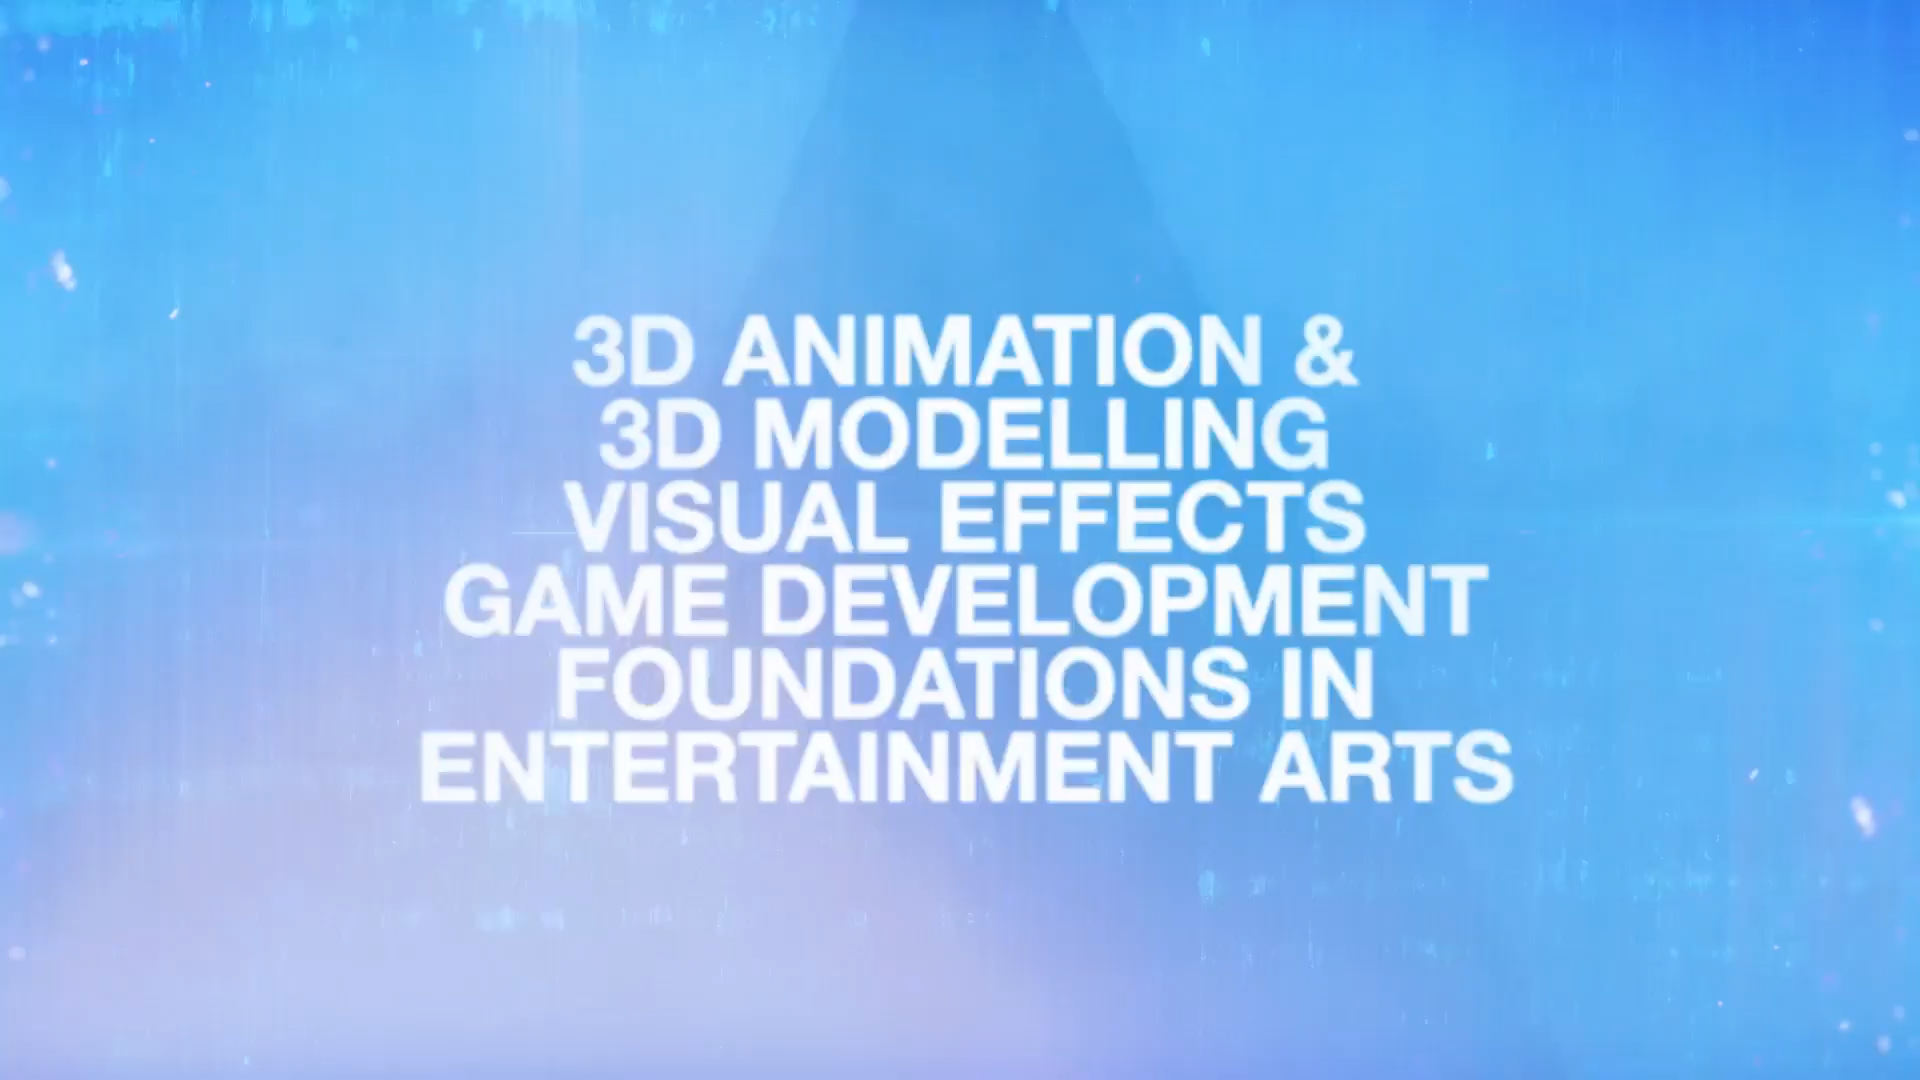 3D ANIMATION &
3D MODELLING
VISUAL EFFECTS
GAME DEVELOPMENT
FOUNDATIONS IN
ENTERTAINMENT ARTS